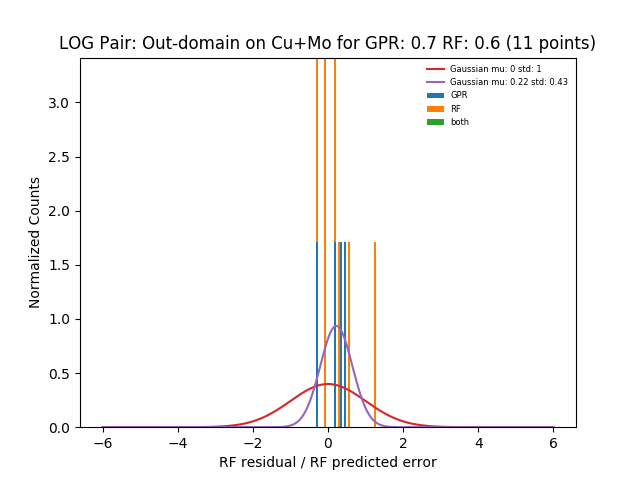 LOG Pair: Out-domain on Cu+Mo for GPR: 0.7 RF: 0.6 (11 points)
Gaussian mu: 0 std: 1
Gaussian mu: 0.22 std: 0.43
GPR
RF
both
Normalized Counts
3.0
2.5
2.0
1.5
1.0
0.5
0.0
−6 −4 −2 0 2 4 6
RF residual / RF predicted error